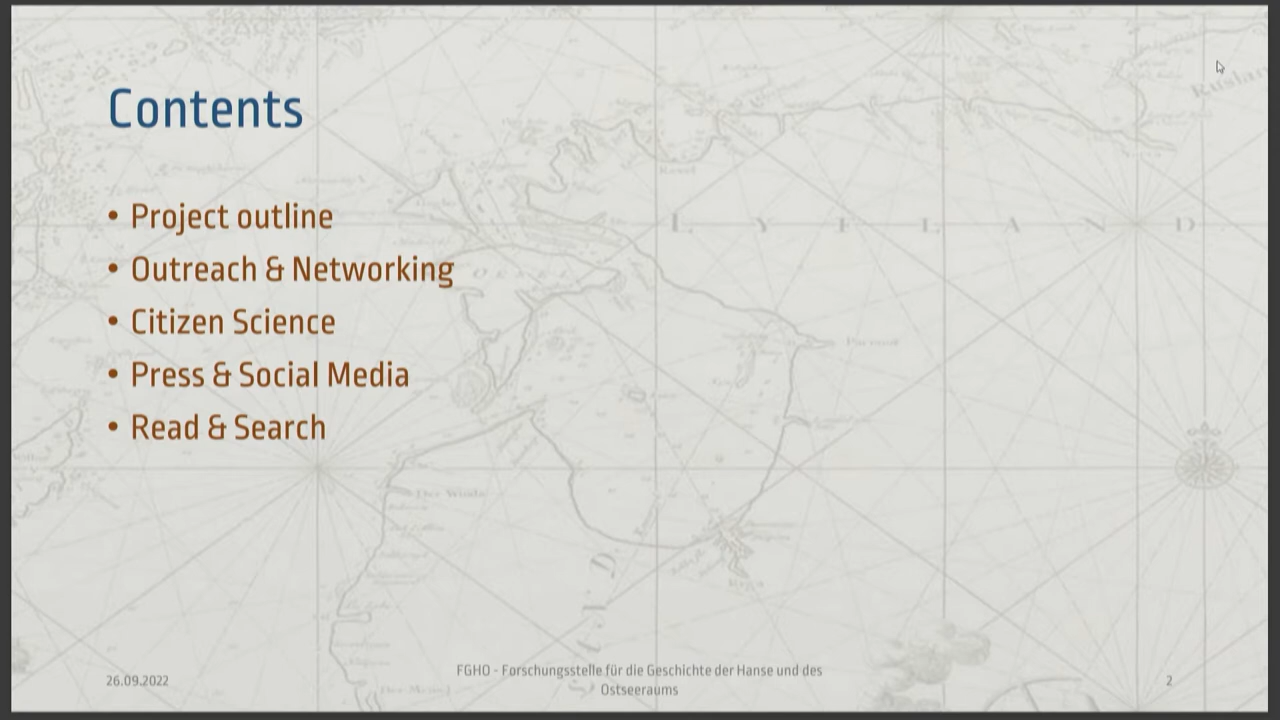 Contents
• Project outline
• Outreach & Networking
• Citizen Science
• Press & Social Media
• Read & Search
L Y F L A N D
26.09.2022
FGHO - Forschungsstelle für die Geschichte der Hanse und des
Ostseeraums
2